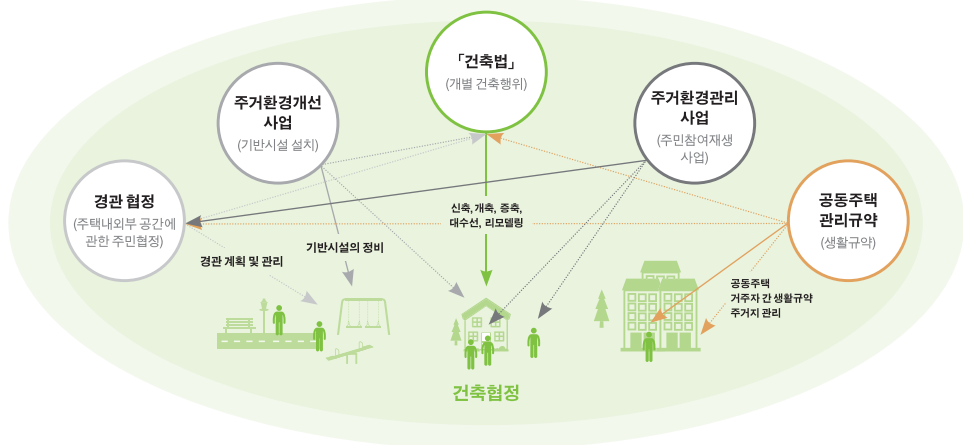 「건축법」
(개별 건축행위)
주거환경개선
사업
(기반시설 설치)
주거환경관리
사업
(주민참여재생
사업)
경관 협정
(주택내외부 공간에
관한 주민협정)
공동주택
관리규약
(생활규약)
신축, 개축, 증축,
대수선, 리모델링
기반시설의 정비
경관 계획 및 관리
공동주택
거주자 간 생활규약
주거지 관리
건축협정